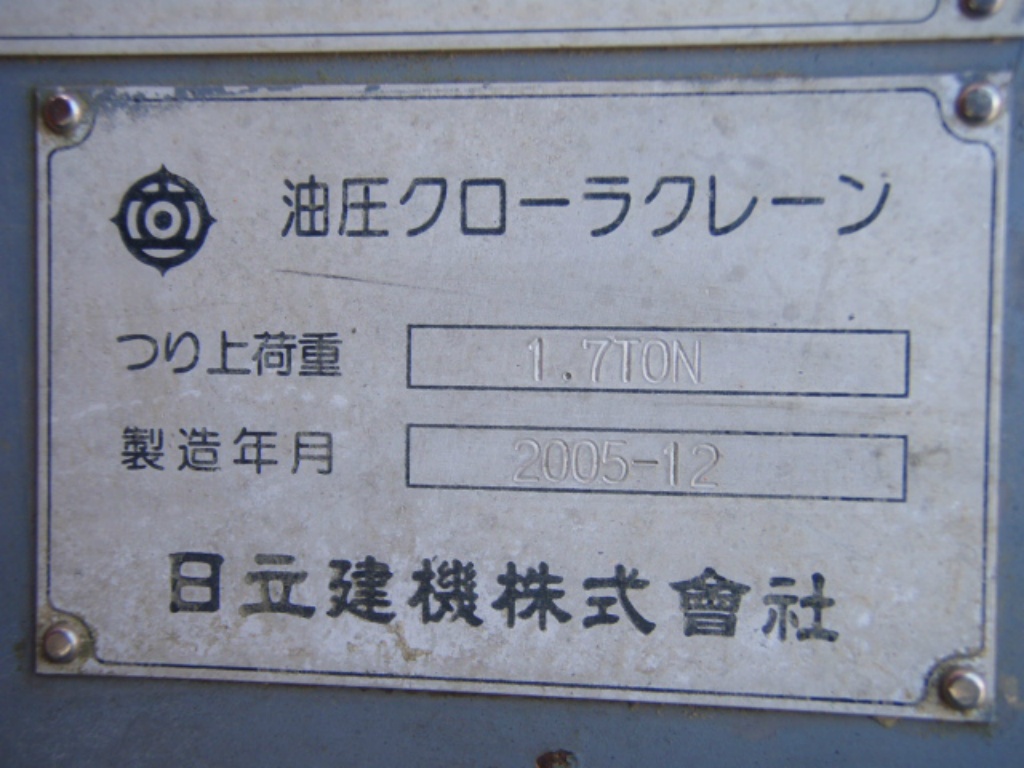 油圧クローラクレーン
つり上荷重 1.7TON
製造年月 2005-12
日立建機株式會社